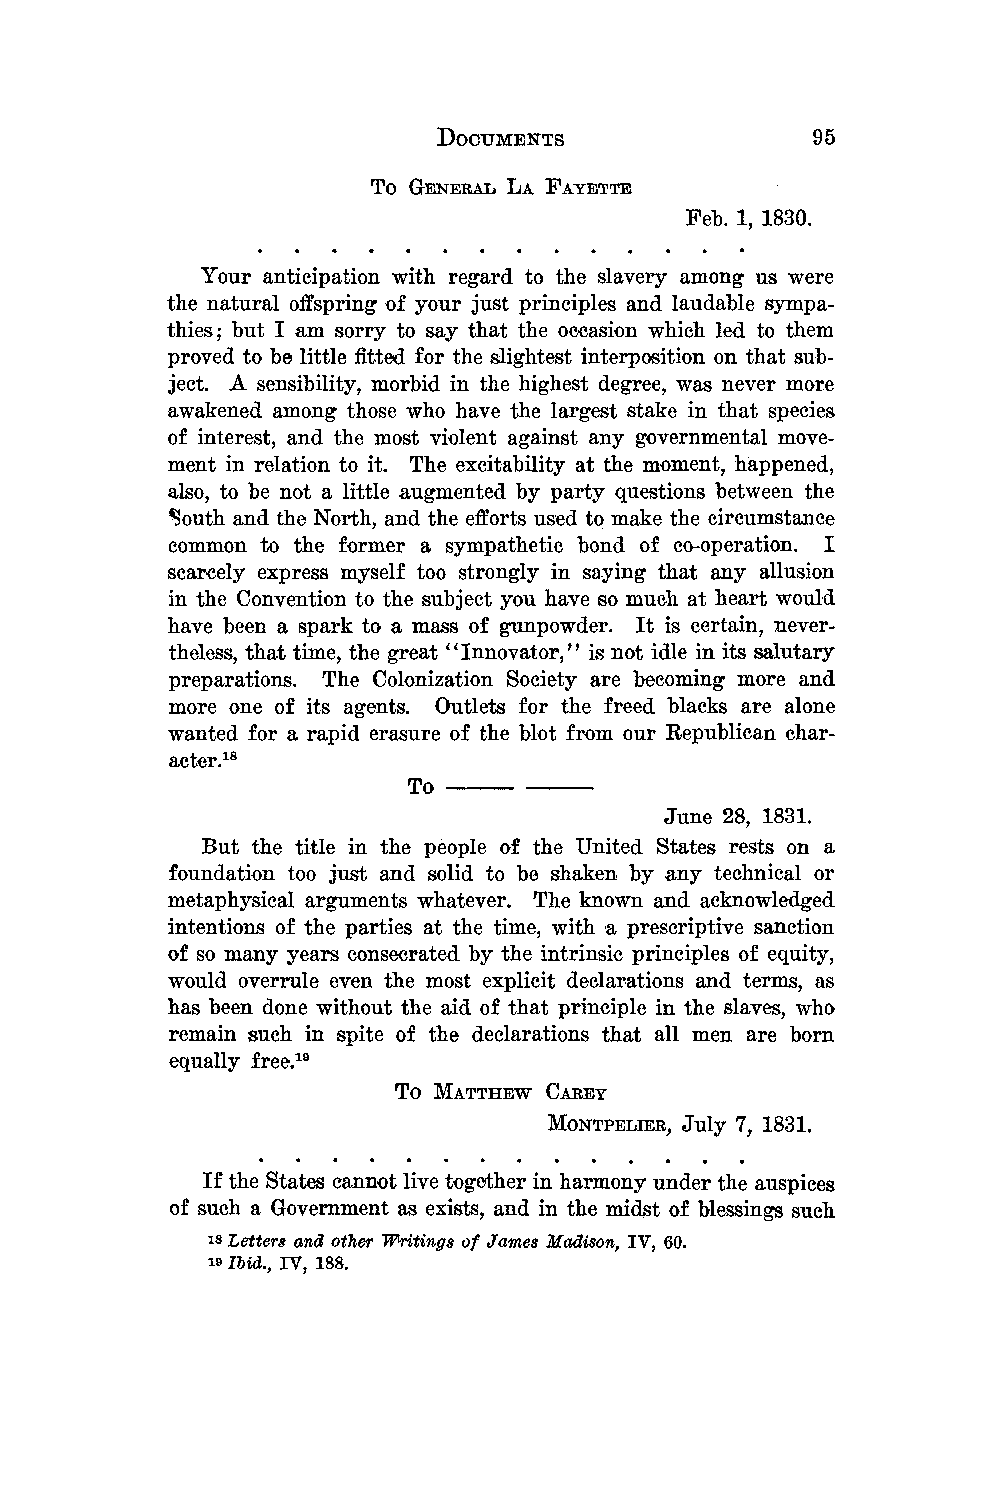 DOCUMENTS 95
TO GENERAL LA FAYETTE
Feb. 1, 1830.
. . . . . . . . . . . . . .
Your anticipation with regard to the slavery among us were
the natural offspring of your just principles and laudable sympa-
thies; but I am sorry to say that the occasion which led to them
proved to be little fitted for the slightest interposition on that sub-
ject. A sensibility, morbid in the highest degree, was never more
awakened among those who have the largest stake in that species
of interest, and the most violent against any governmental move-
ment in relation to it. The excitability at the moment, happened,
also, to be not a little augmented by party questions between the
South and the North, and the efforts used to make the circumstance
common to the former a sympathetic bond of co-operation. I
scarcely express myself too strongly in saying that any allusion
in the Convention to the subject you have so much at heart would
have been a spark to a mass of gunpowder. It is certain, never-
theless, that time, the great "Innovator," is not idle in its salutary
preparations. The Colonization Society are becoming more and
more one of its agents. Outlets for the freed blacks are alone
wanted for a rapid erasure of the blot from our Republican char-
acter.¹⁸
To ——— ———
June 28, 1831.
But the title in the people of the United States rests on a
foundation too just and solid to be shaken by any technical or
metaphysical arguments whatever. The known and acknowledged
intentions of the parties at the time, with a prescriptive sanction
of so many years consecrated by the intrinsic principles of equity,
would overrule even the most explicit declarations and terms, as
has been done without the aid of that principle in the slaves, who
remain such in spite of the declarations that all men are born
equally free.¹⁹
TO MATTHEW CAREY
MONTPELIER, July 7, 1831.
. . . . . . . . . . . . . .
If the States cannot live together in harmony under the auspices
of such a Government as exists, and in the midst of blessings such
¹⁸ Letters and other Writings of James Madison, IV, 60.
¹⁹ Ibid., IV, 188.